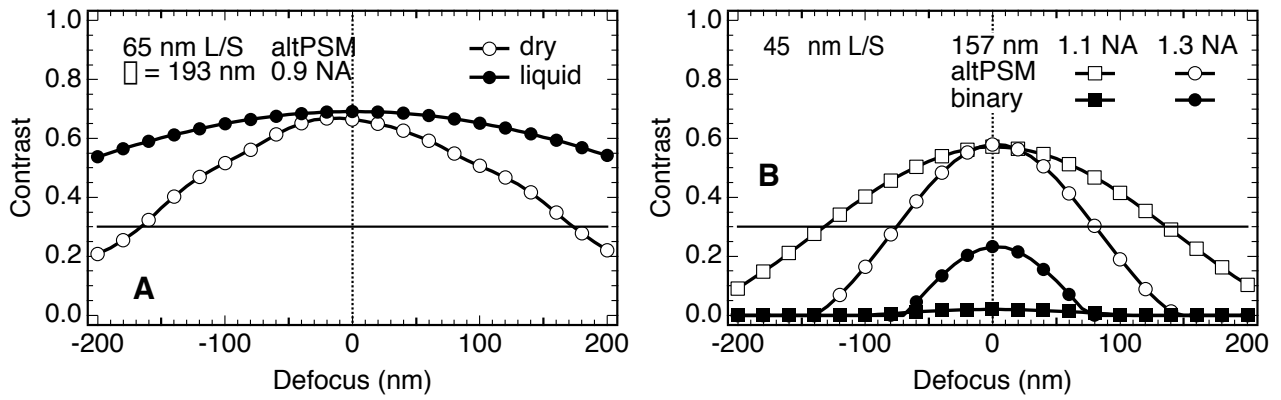 1.0
0.8
0.6
0.4
0.2
0.0
Contrast
65 nm L/S altPSM
= 193 nm 0.9 NA
dry
liquid
A
-200 -100 0 100 200
Defocus (nm)
1.0
0.8
0.6
0.4
0.2
0.0
Contrast
45 nm L/S 157 nm 1.1 NA 1.3 NA
altPSM
binary
B
-200 -100 0 100 200
Defocus (nm)